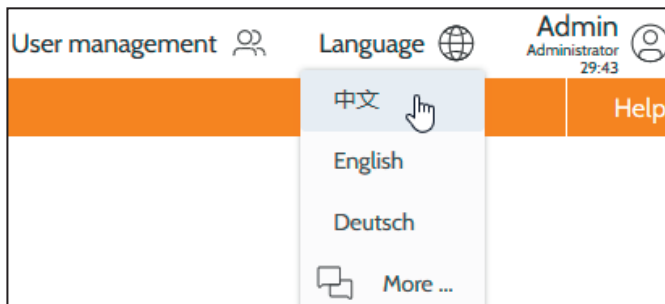 User management
Language
Admin
Administrator
29:43
Help
中文
English
Deutsch
More ...